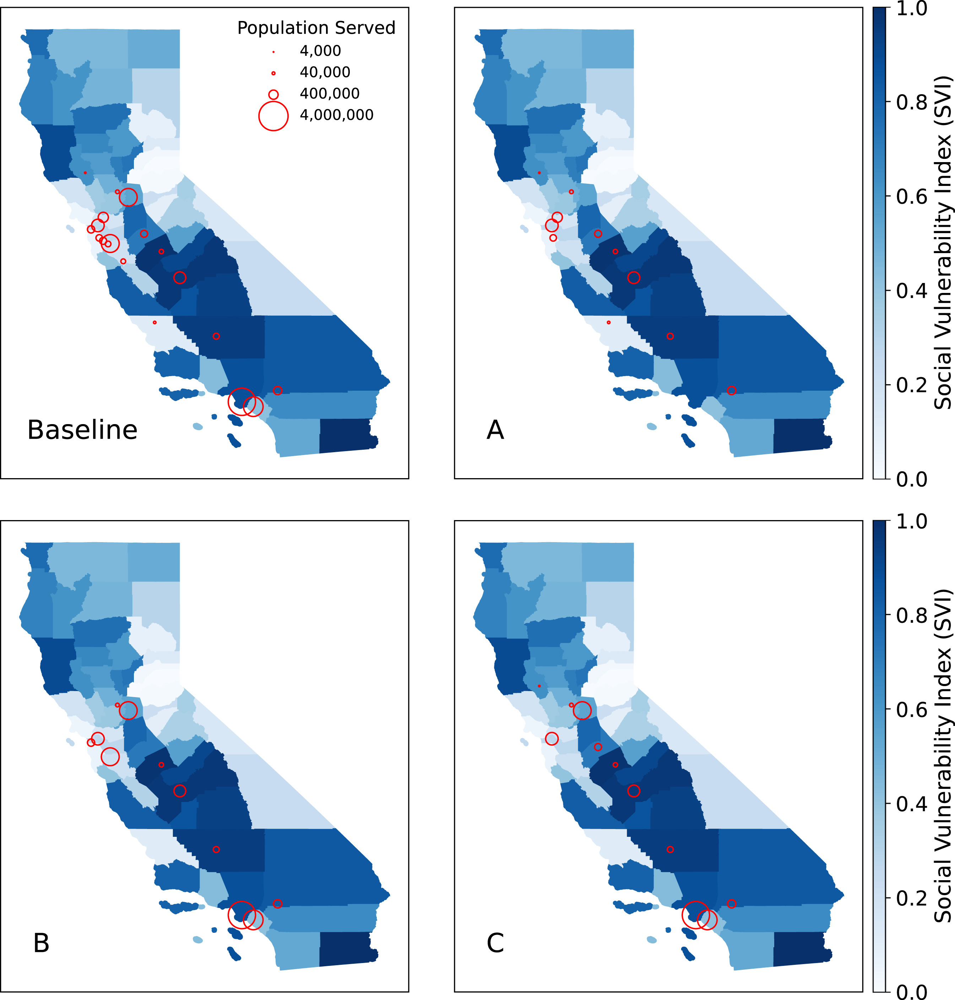 Population Served
4,000
40,000
400,000
4,000,000
Baseline
A
1.0
0.8
0.6
0.4
0.2
0.0
Social Vulnerability Index (SVI)
B
C
1.0
0.8
0.6
0.4
0.2
0.0
Social Vulnerability Index (SVI)